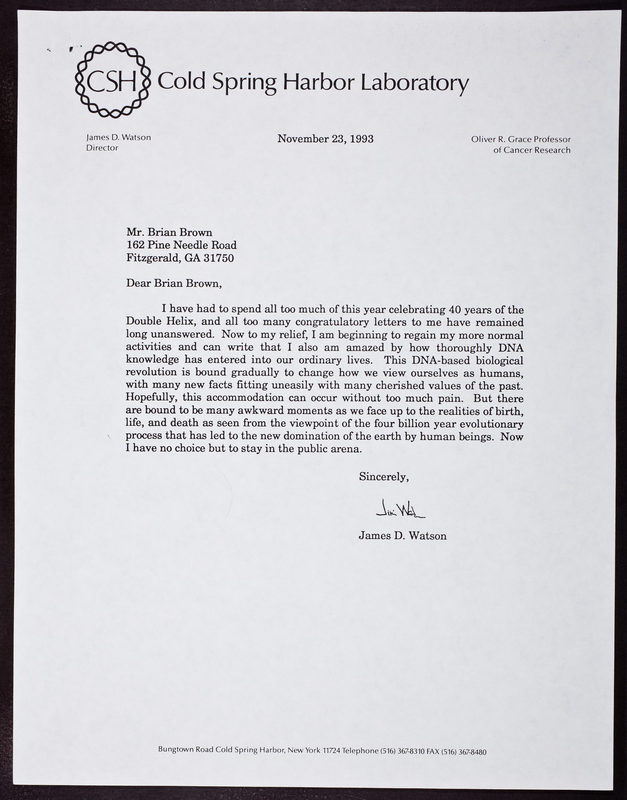 CSH Cold Spring Harbor Laboratory
James D. Watson
Director
November 23, 1993
Oliver R. Grace Professor
of Cancer Research
Mr. Brian Brown
162 Pine Needle Road
Fitzgerald, GA 31750
Dear Brian Brown,
I have had to spend all too much of this year celebrating 40 years of the
Double Helix, and all too many congratulatory letters to me have remained
long unanswered. Now to my relief, I am beginning to regain my more normal
activities and can write that I also am amazed by how thoroughly DNA
knowledge has entered into our ordinary lives. This DNA-based biological
revolution is bound gradually to change how we view ourselves as humans,
with many new facts fitting uneasily with many cherished values of the past.
Hopefully, this accommodation can occur without too much pain. But there
are bound to be many awkward moments as we face up to the realities of birth,
life, and death as seen from the viewpoint of the four billion year evolutionary
process that has led to the new domination of the earth by human beings. Now
I have no choice but to stay in the public arena.
Sincerely,
Jim Watson
James D. Watson
Bungtown Road Cold Spring Harbor, New York 11724 Telephone (516) 367-8310 FAX (516) 367-8480